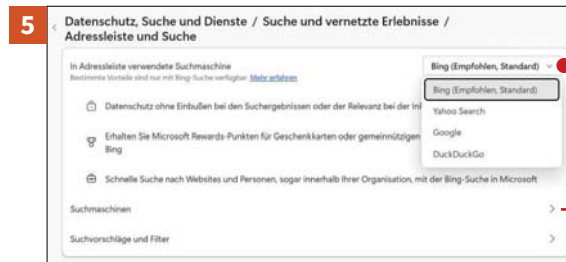 5
Datenschutz, Suche und Dienste / Suche und vernetzte Erlebnisse /
Adressleiste und Suche
In Adressleiste verwendete Suchmaschine
Bestimmte Vorteile sind nur mit Bing-Suche verfügbar. Mehr erfahren
Bing (Empfohlen, Standard)
Bing (Empfohlen, Standard)
Yahoo Search
Google
DuckDuckGo
Datenschutz ohne Einbußen bei den Suchergebnissen oder der Relevanz bei der
Erhalten Sie Microsoft Rewards-Punkten für Geschenkkarten oder gemeinnützigen
Bing
Schnelle Suche nach Websites und Personen, sogar innerhalb Ihrer Organisation, mit der Bing-Suche in Microsoft
Suchmaschinen
Suchvorschläge und Filter